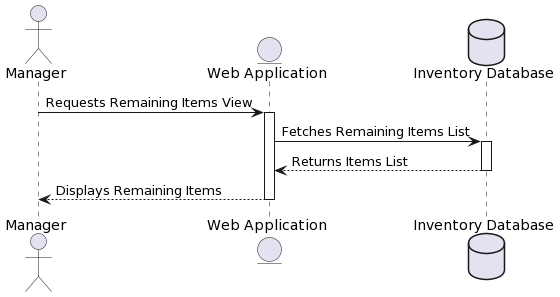 Manager
Web Application
Inventory Database
Requests Remaining Items View
Fetches Remaining Items List
Returns Items List
Displays Remaining Items
Manager
Web Application
Inventory Database